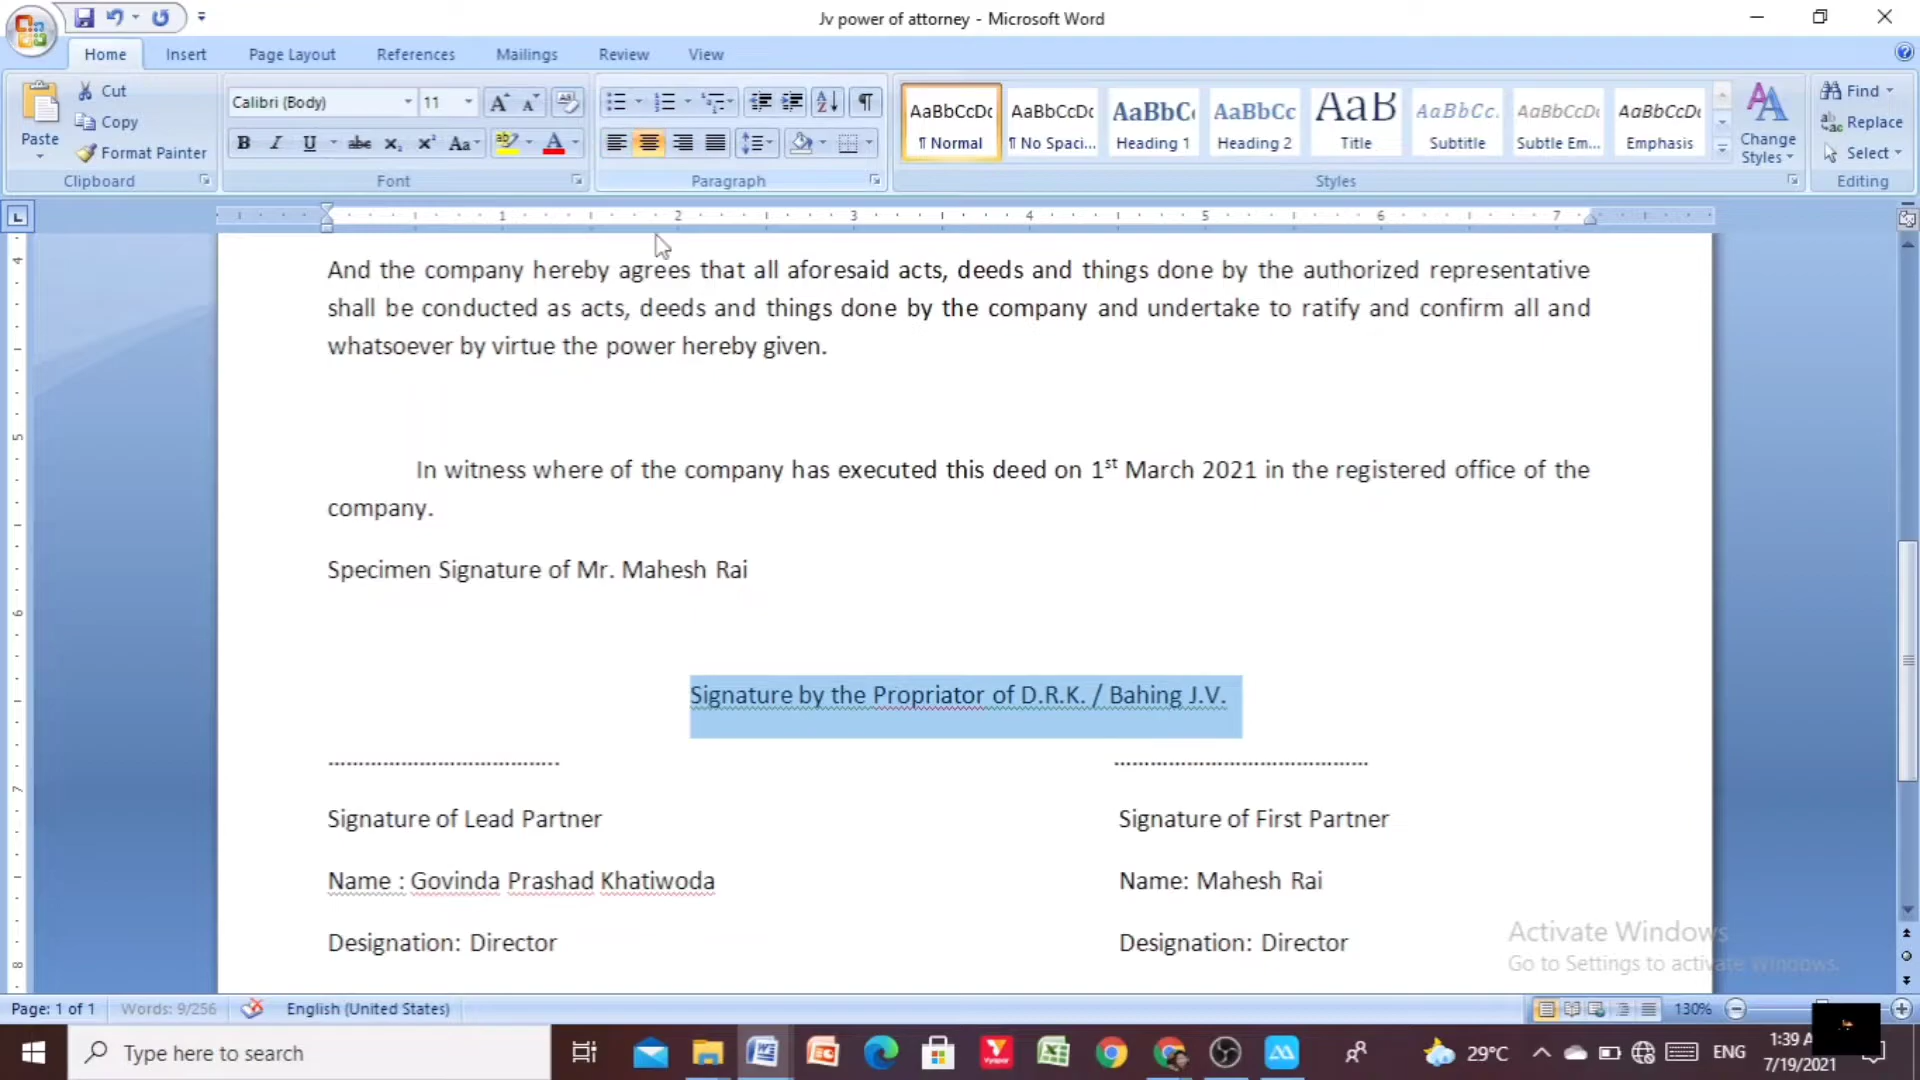 Jv power of attorney - Microsoft Word
Home Insert Page Layout References Mailings Review View
Paste
Cut
Copy
Format Painter
Clipboard
Calibri (Body) 11
Font
Paragraph
AaBbCcDc AaBbCcDc AaBbC AaBbCc AaB AaBbCc. AaBbCcDc AaBbCcDc
¶ Normal ¶ No Spaci... Heading 1 Heading 2 Title Subtitle Subtle Em... Emphasis
Change Styles
Styles
Find
Replace
Select
Editing
1 2 3 4 5 6 7
And the company hereby agrees that all aforesaid acts, deeds and things done by the authorized representative
shall be conducted as acts, deeds and things done by the company and undertake to ratify and confirm all and
whatsoever by virtue the power hereby given.
In witness where of the company has executed this deed on 1st March 2021 in the registered office of the
company.
Specimen Signature of Mr. Mahesh Rai
Signature by the Propriator of D.R.K. / Bahing J.V.
Signature of Lead Partner Signature of First Partner
Name : Govinda Prashad Khatiwoda Name: Mahesh Rai
Designation: Director Designation: Director
Activate Windows
Go to Settings to activate Windows.
Page: 1 of 1 Words: 9/256 English (United States) 130%
Type here to search 29°C ENG 1:39 A
7/19/2021